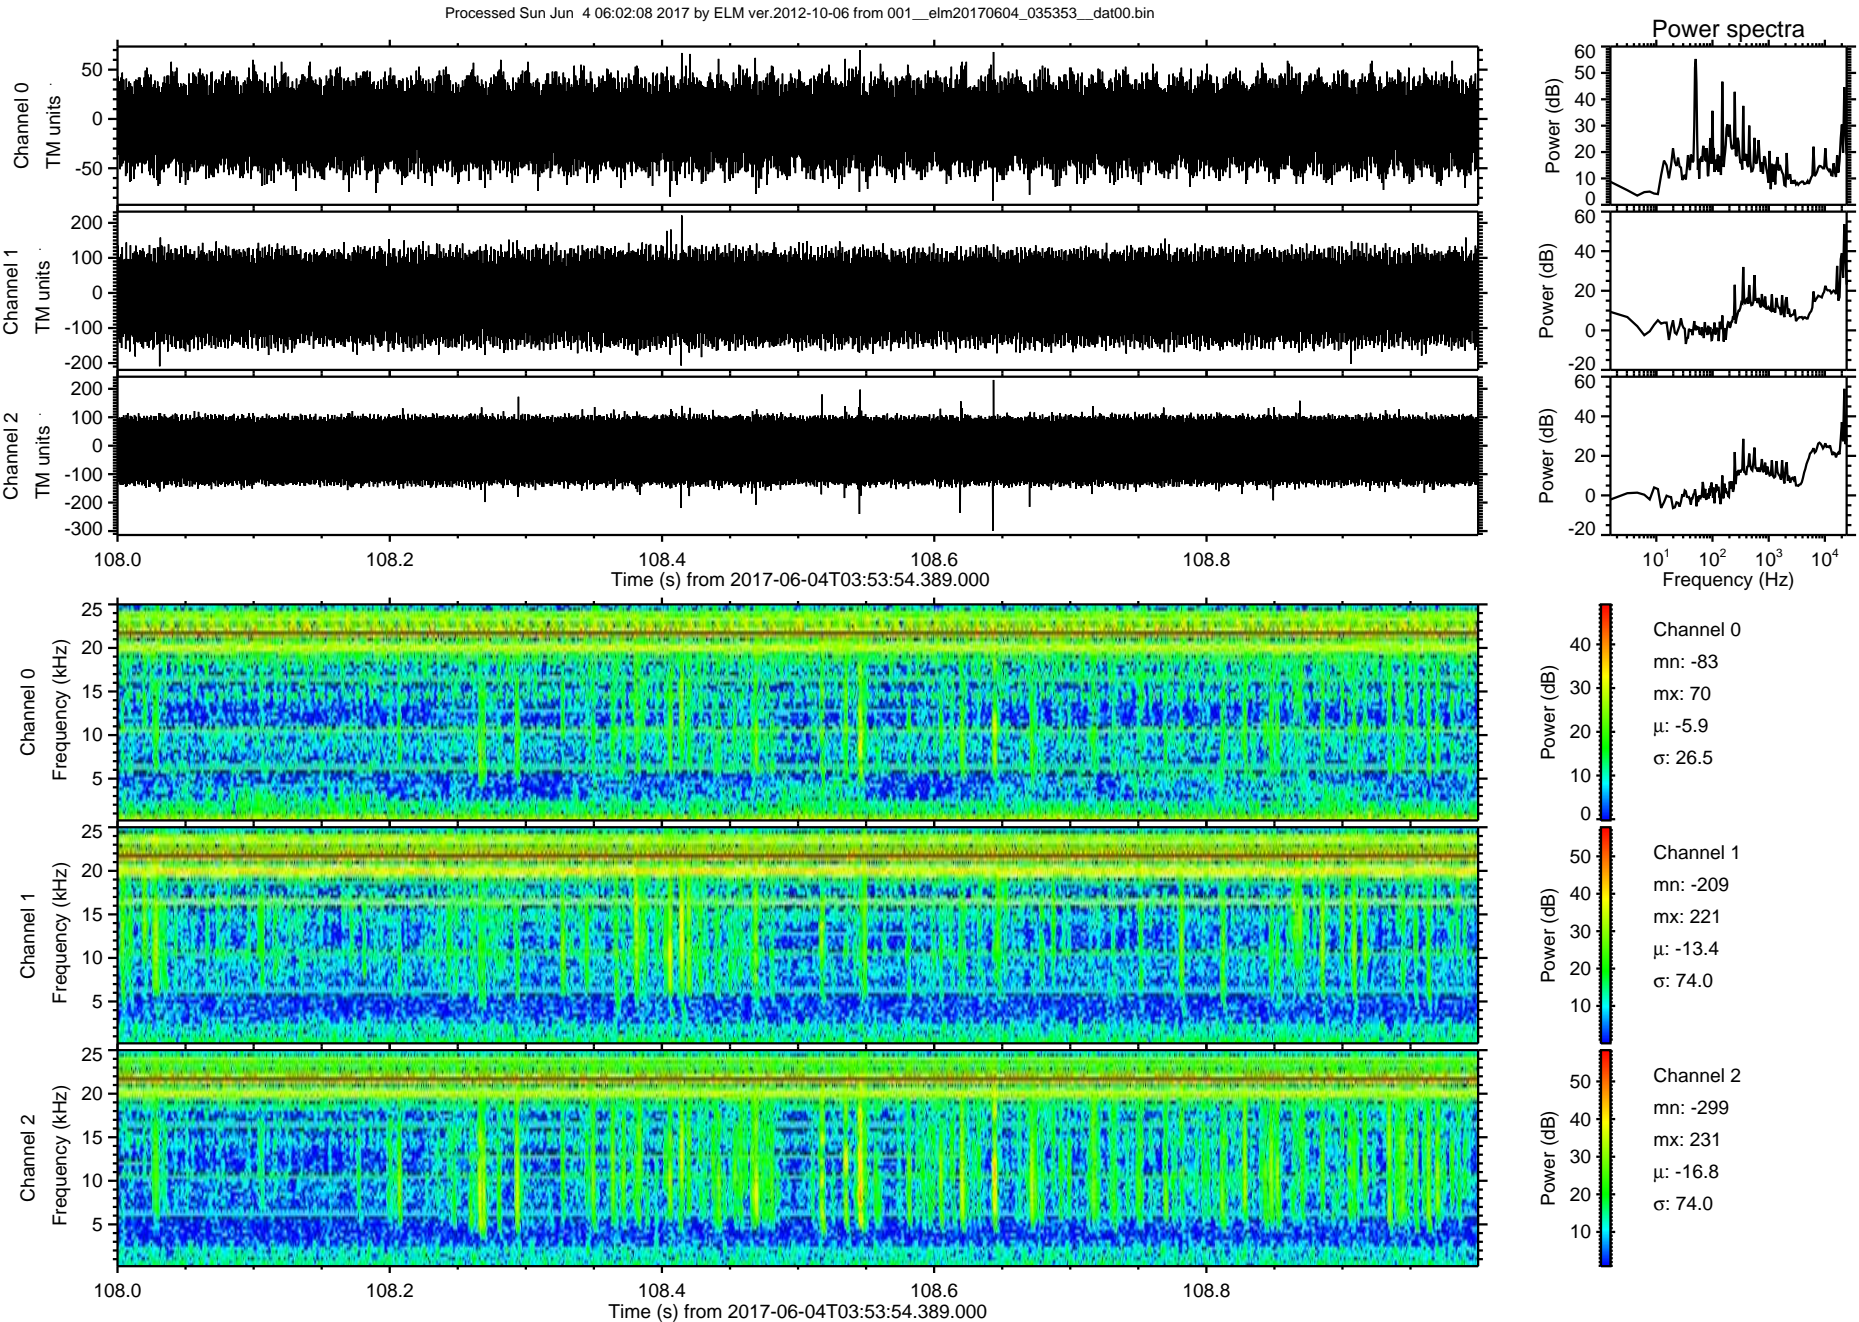 Processed Sun Jun  4 06:02:08 2017 by ELM ver.2012-10-06 from 001__elm20170604_035353__dat00.bin
Power spectra
Channel 0
TM units
50
0
-50
Power (dB)
60
50
40
30
20
10
0
Channel 1
TM units
200
100
0
-100
-200
Power (dB)
60
40
20
0
-20
Channel 2
TM units
200
100
0
-100
-200
-300
Power (dB)
60
40
20
0
-20
108.0 108.2 108.4 108.6 108.8
Time (s) from 2017-06-04T03:53:54.389.000
10^1 10^2 10^3 10^4
Frequency (Hz)
Channel 0
Frequency (kHz)
25
20
15
10
5
Power (dB)
40
30
20
10
0
Channel 0
mn: -83
mx: 70
μ: -5.9
σ: 26.5
Channel 1
Frequency (kHz)
25
20
15
10
5
Power (dB)
50
40
30
20
10
Channel 1
mn: -209
mx: 221
μ: -13.4
σ: 74.0
Channel 2
Frequency (kHz)
25
20
15
10
5
Power (dB)
50
40
30
20
10
Channel 2
mn: -299
mx: 231
μ: -16.8
σ: 74.0
108.0 108.2 108.4 108.6 108.8
Time (s) from 2017-06-04T03:53:54.389.000